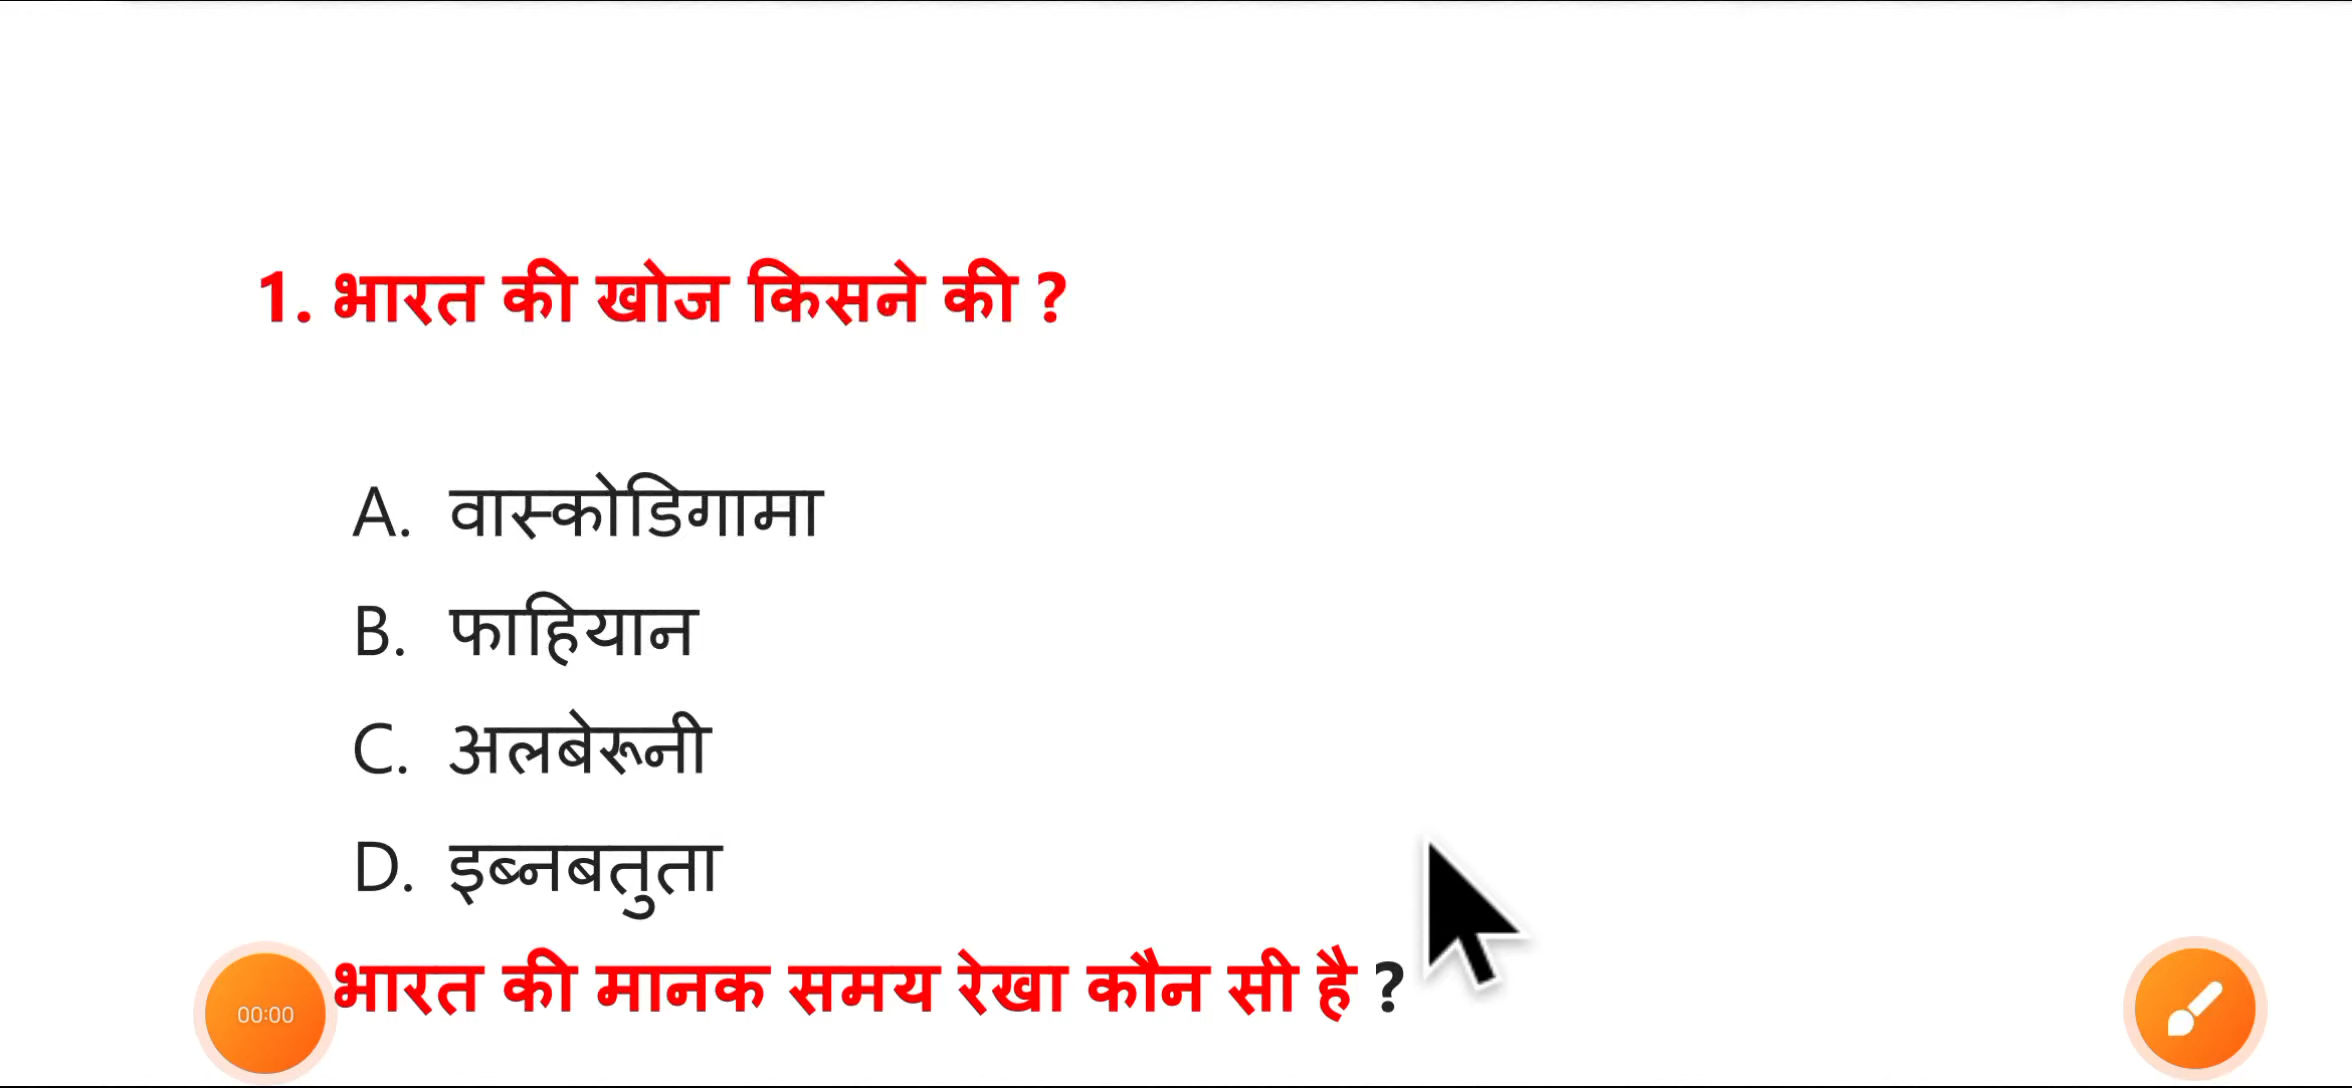 1. भारत की खोज किसने की ?
A. वास्कोडिगामा
B. फाहियान
C. अलबेरूनी
D. इब्नबतुता
00:00 भारत की मानक समय रेखा कौन सी है ?